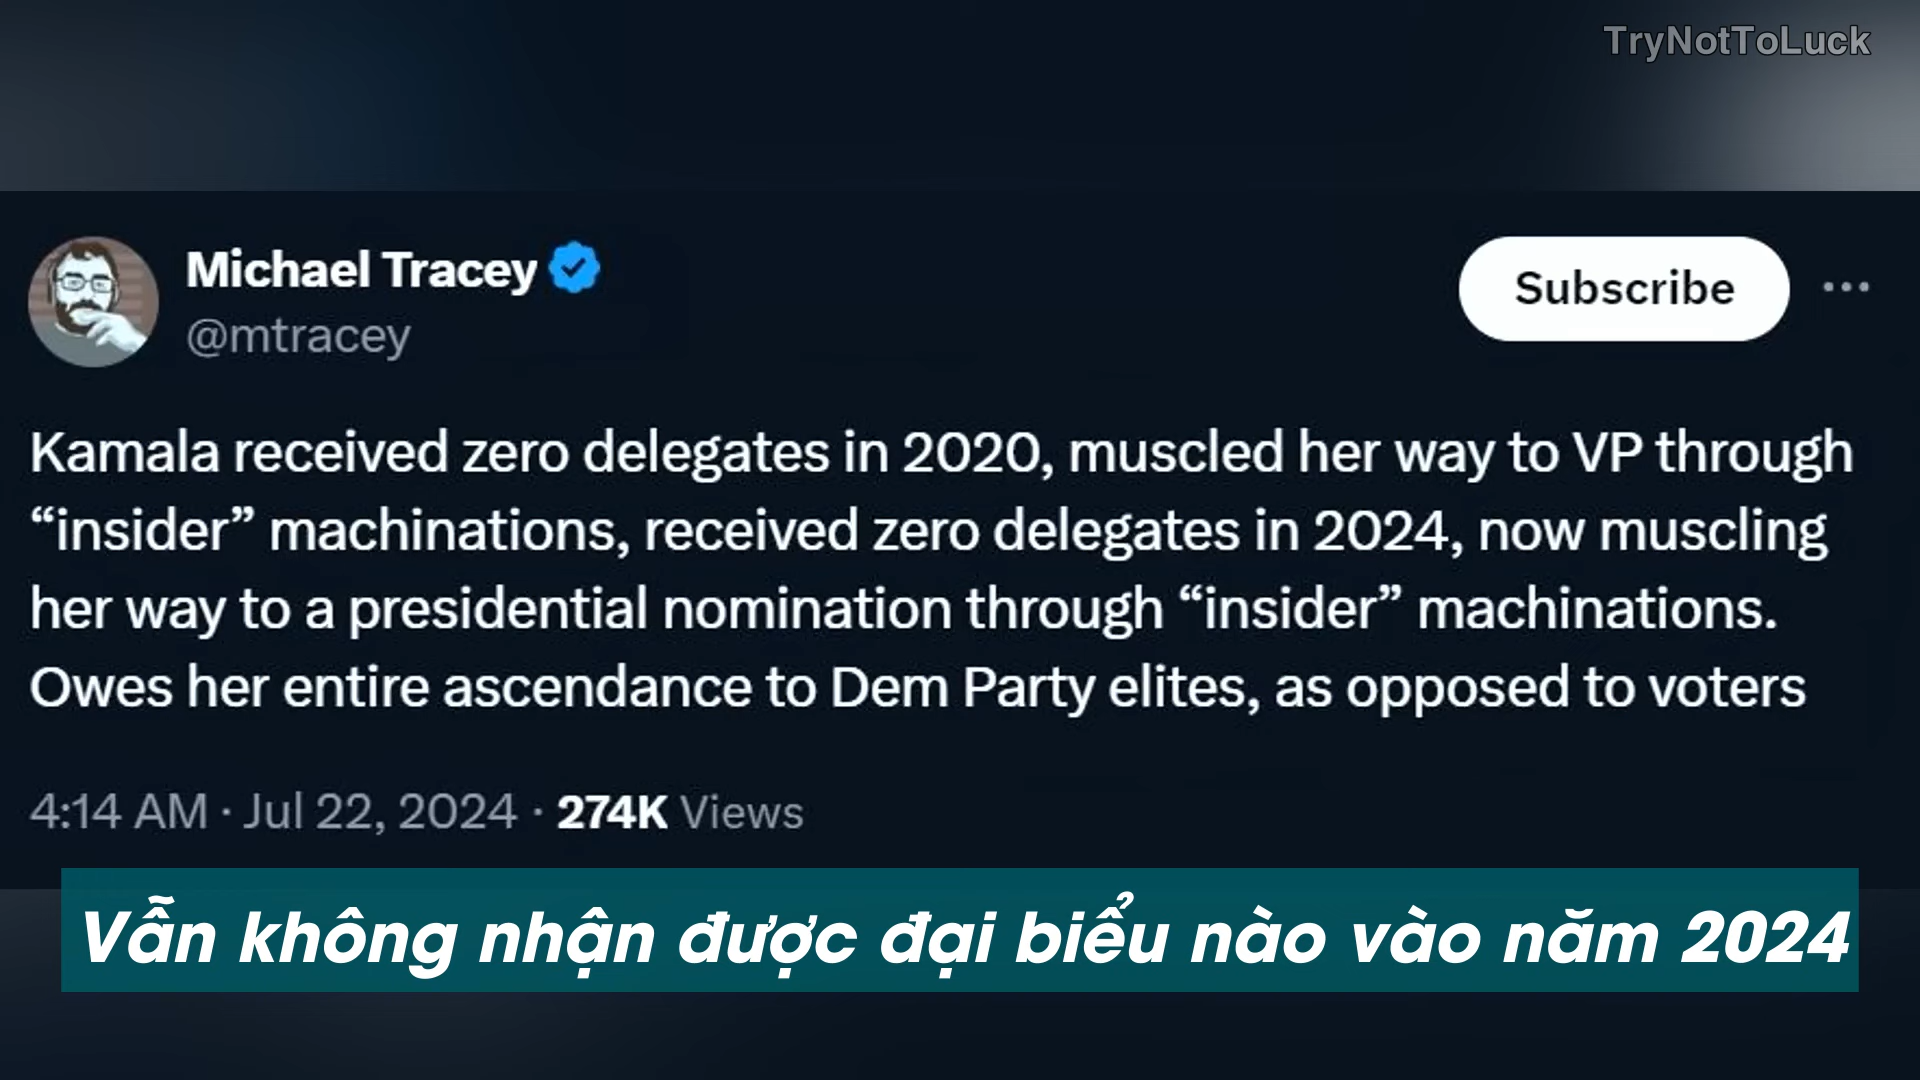 TryNotToLuck
Michael Tracey
Subscribe
@mtracey
Kamala received zero delegates in 2020, muscled her way to VP through
“insider” machinations, received zero delegates in 2024, now muscling
her way to a presidential nomination through “insider” machinations.
Owes her entire ascendance to Dem Party elites, as opposed to voters
4:14 AM · Jul 22, 2024 · 274K Views
Vẫn không nhận được đại biểu nào vào năm 2024